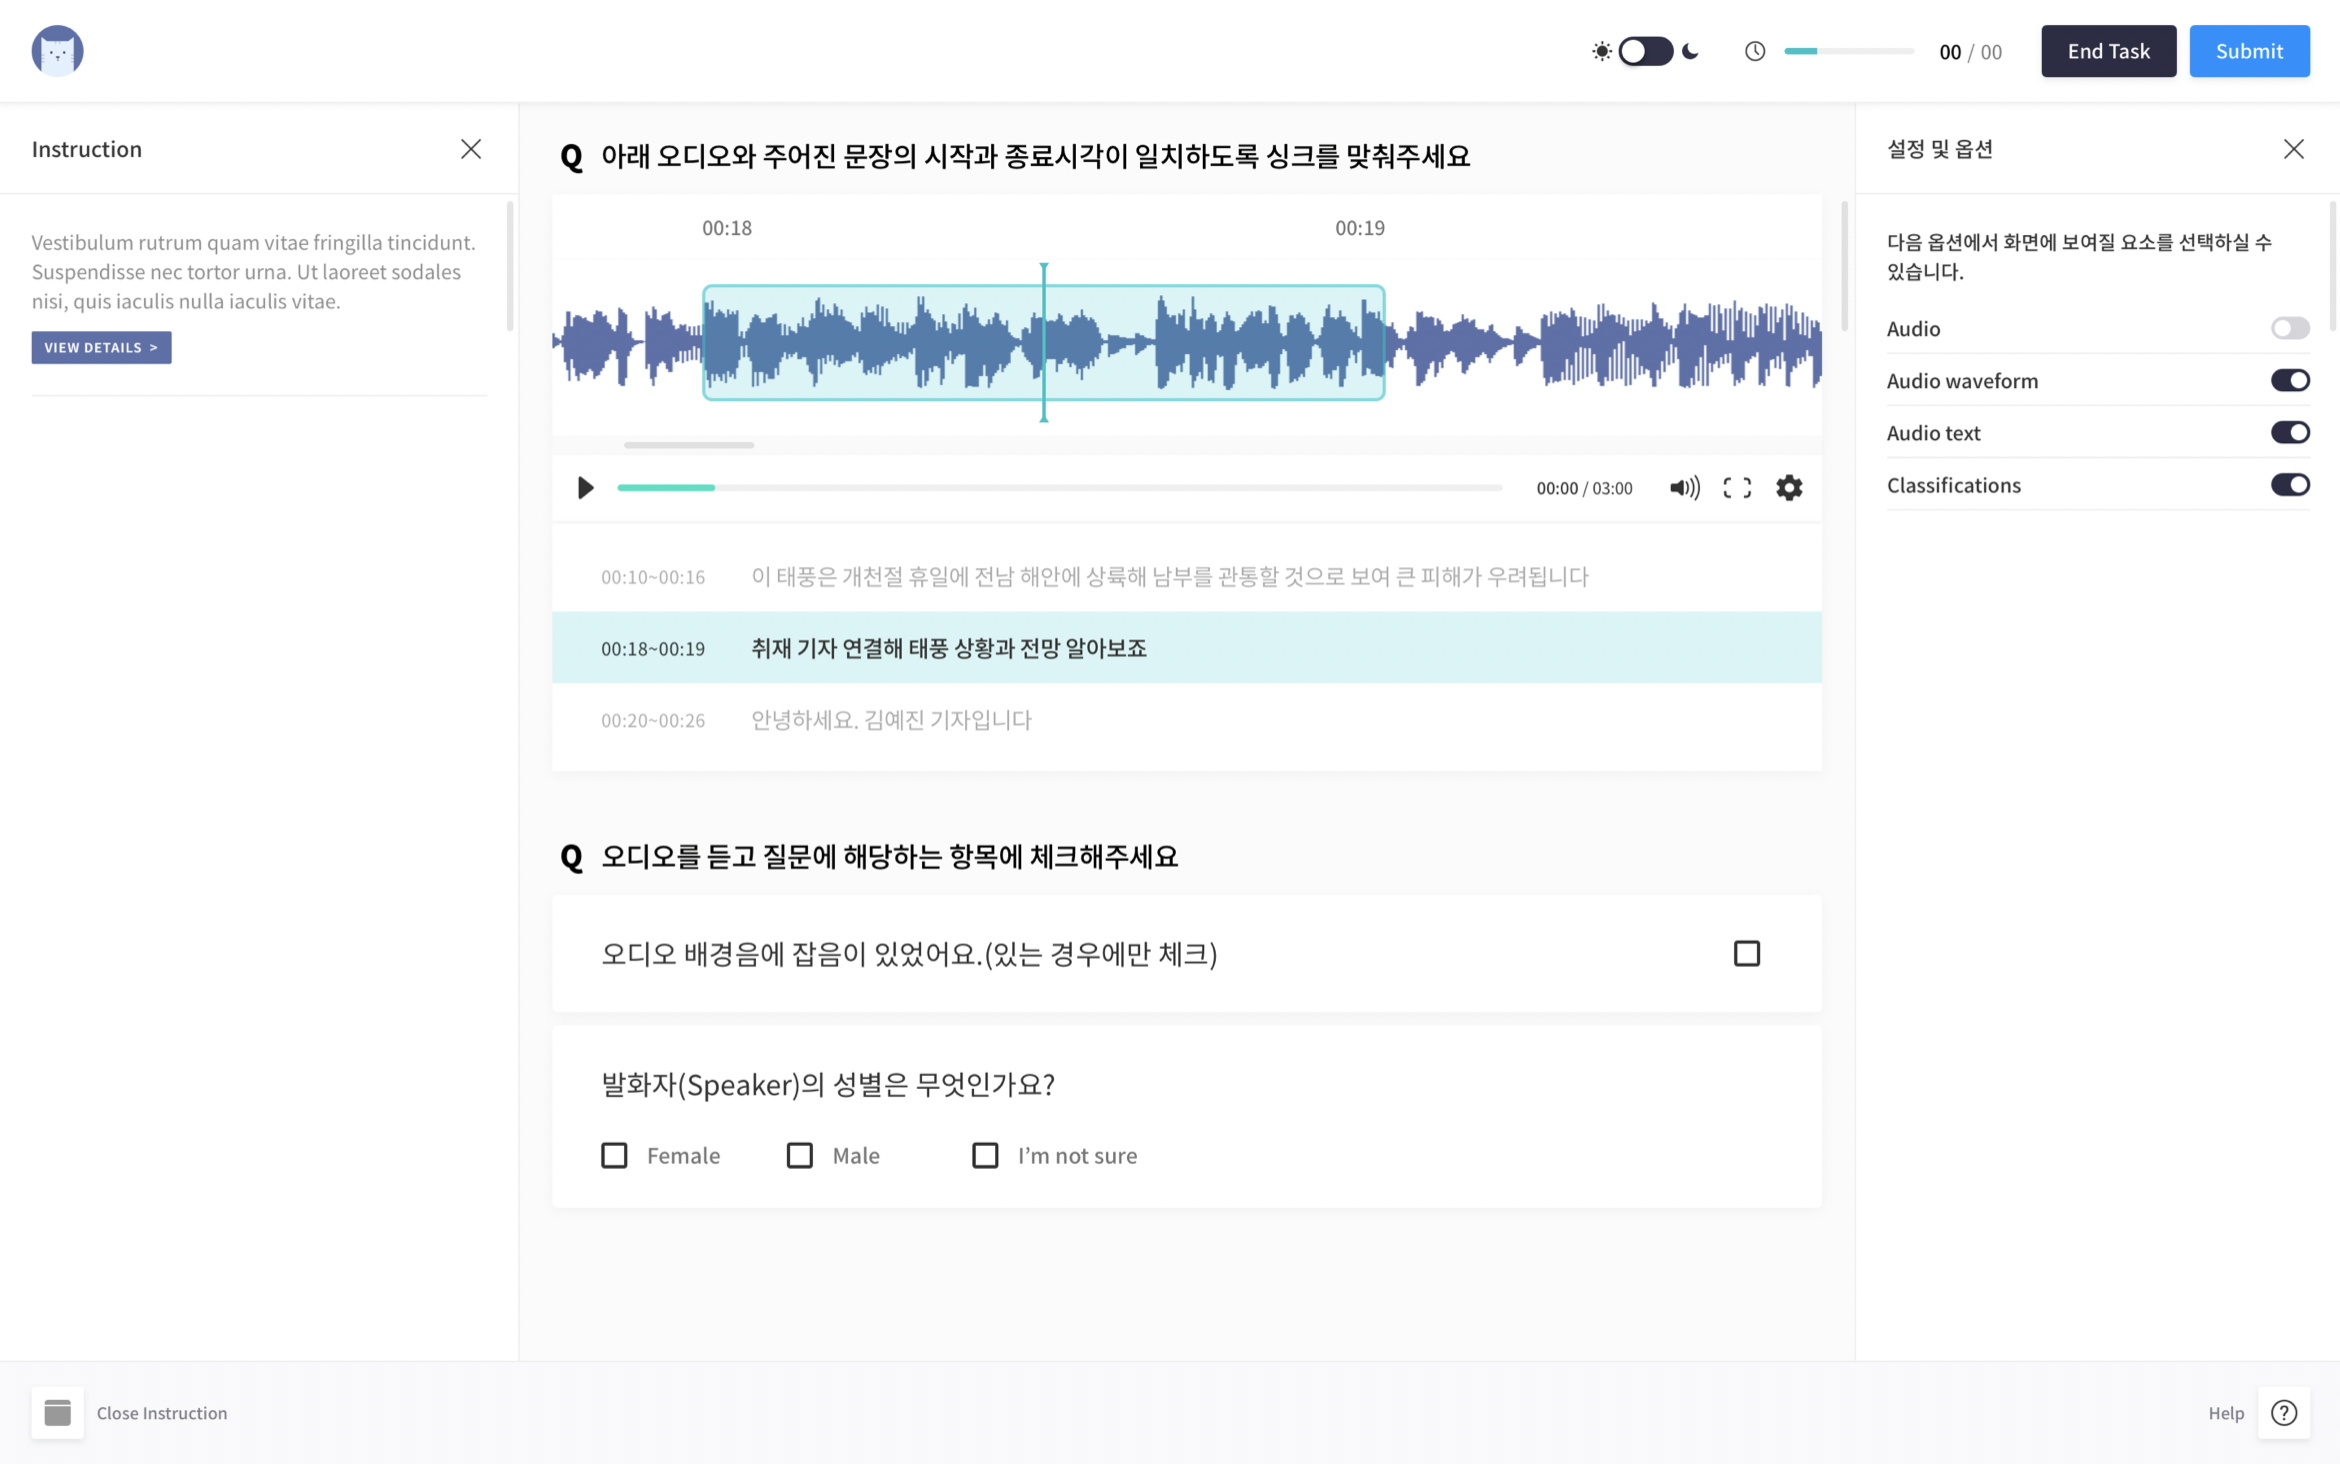 00 / 00
End Task
Submit
Instruction
Vestibulum rutrum quam vitae fringilla tincidunt.
Suspendisse nec tortor urna. Ut laoreet sodales
nisi, quis iaculis nulla iaculis vitae.
VIEW DETAILS >
Q 아래 오디오와 주어진 문장의 시작과 종료시각이 일치하도록 싱크를 맞춰주세요
00:18
00:19
00:00 / 03:00
00:10~00:16 이 태풍은 개천절 휴일에 전남 해안에 상륙해 남부를 관통할 것으로 보여 큰 피해가 우려됩니다
00:18~00:19 취재 기자 연결해 태풍 상황과 전망 알아보죠
00:20~00:26 안녕하세요. 김예진 기자입니다
Q 오디오를 듣고 질문에 해당하는 항목에 체크해주세요
오디오 배경음에 잡음이 있었어요.(있는 경우에만 체크)
발화자(Speaker)의 성별은 무엇인가요?
Female
Male
I’m not sure
설정 및 옵션
다음 옵션에서 화면에 보여질 요소를 선택하실 수
있습니다.
Audio
Audio waveform
Audio text
Classifications
Close Instruction
Help